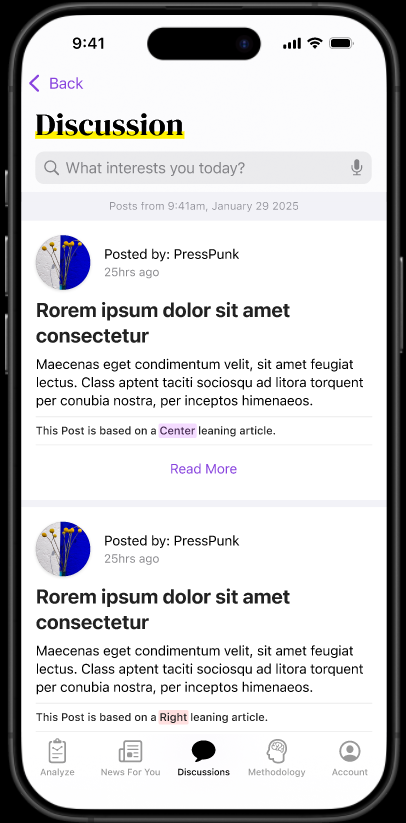 9:41
Back
Discussion
What interests you today?
Posts from 9:41am, January 29 2025
Posted by: PressPunk
25hrs ago
Rorem ipsum dolor sit amet
consectetur
Maecenas eget condimentum velit, sit amet feugiat
lectus. Class aptent taciti sociosqu ad litora torquent
per conubia nostra, per inceptos himenaeos.
This Post is based on a Center leaning article.
Read More
Posted by: PressPunk
25hrs ago
Rorem ipsum dolor sit amet
consectetur
Maecenas eget condimentum velit, sit amet feugiat
lectus. Class aptent taciti sociosqu ad litora torquent
per conubia nostra, per inceptos himenaeos.
This Post is based on a Right leaning article.
Analyze News For You Discussions Methodology Account